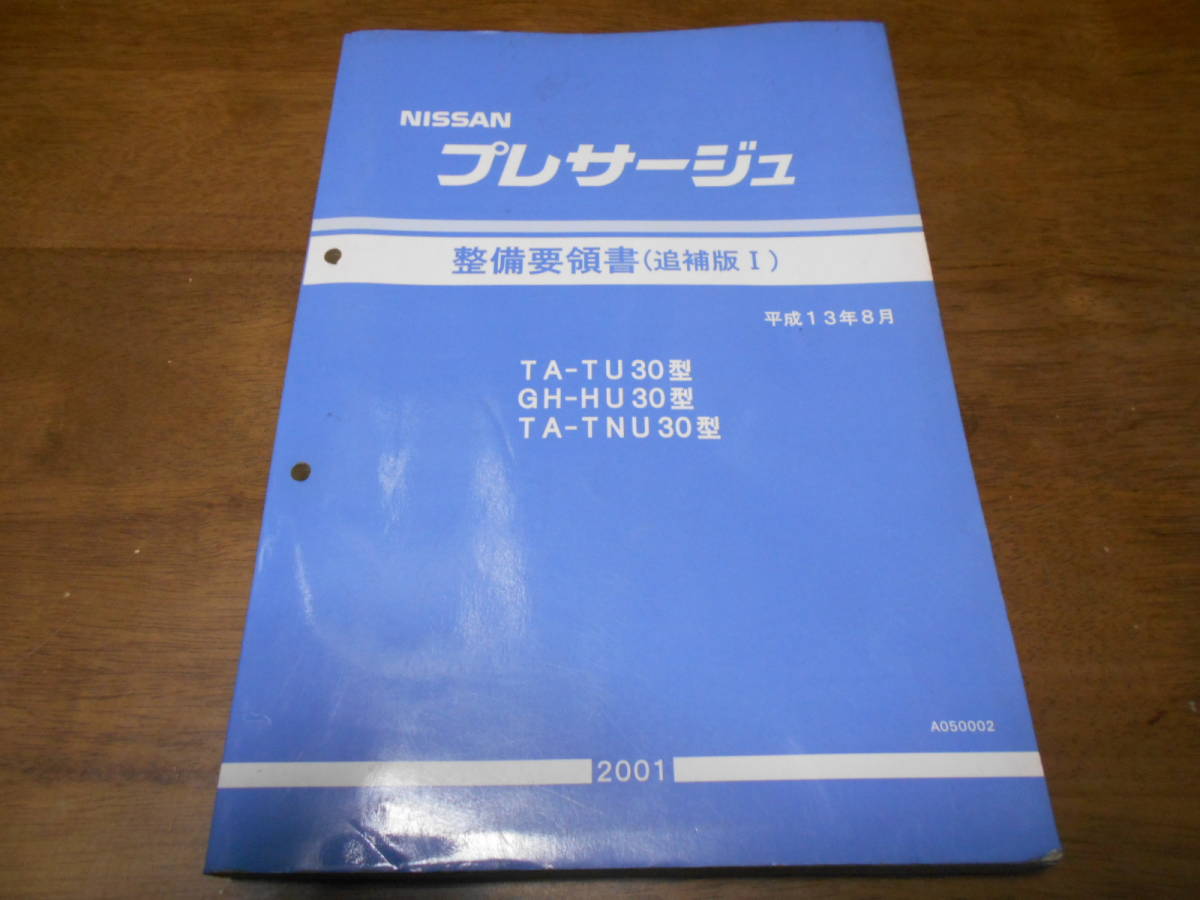 NISSAN
プレサージュ
整備要領書(追補版Ⅰ)
平成13年8月
TA-TU30型
GH-HU30型
TA-TNU30型
A050002
2001